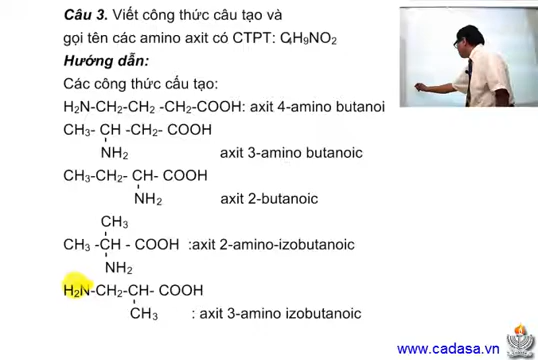 Câu 3. Viết công thức câu tạo và
gọi tên các amino axit có CTPT: C4H9NO2
Hướng dẫn:
Các công thức cấu tạo:
H2N-CH2-CH2 -CH2-COOH: axit 4-amino butanoi
CH3- CH -CH2- COOH
NH2 axit 3-amino butanoic
CH3-CH2- CH- COOH
NH2 axit 2-butanoic
CH3
CH3 -CH - COOH :axit 2-amino-izobutanoic
NH2
H2N-CH2-CH- COOH
CH3 : axit 3-amino izobutanoic
www.cadasa.vn